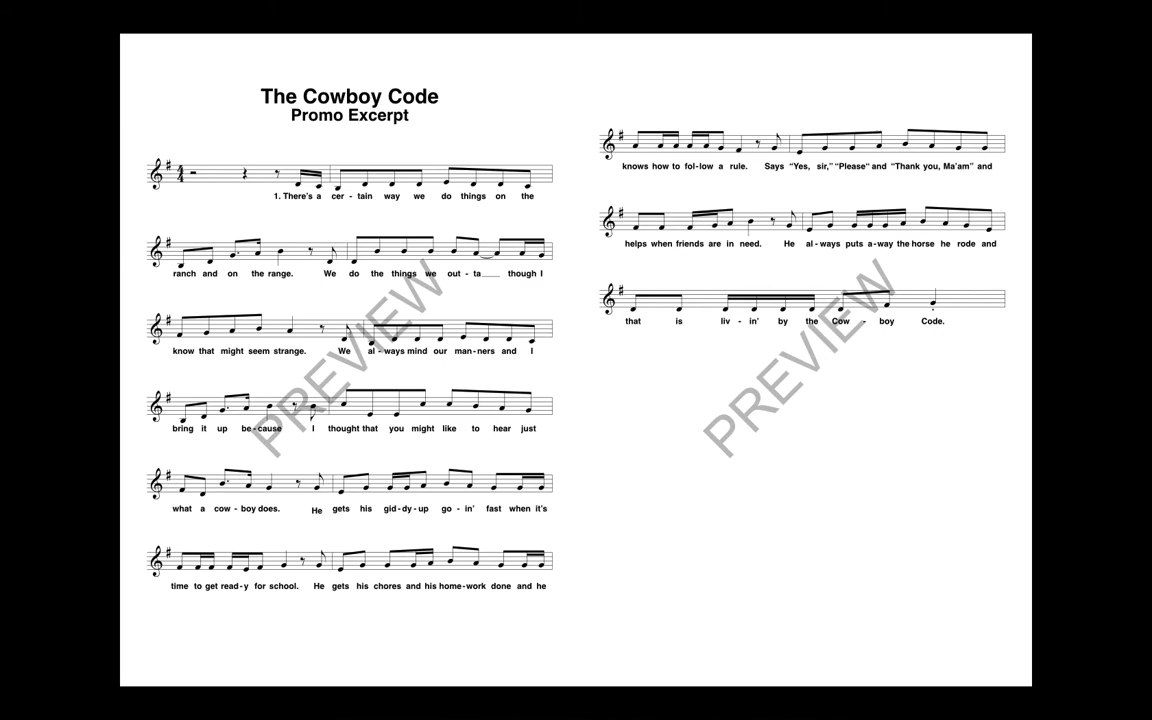 The Cowboy Code
Promo Excerpt
4
4
1. There's a cer - tain way we do things on the
ranch and on the range. We do the things we out - ta___ though I
know that might seem strange. We al - ways mind our man - ners and I
bring it up be - cause I thought that you might like to hear just
what a cow - boy does. He gets his gid - dy - up go - in' fast when it's
time to get read - y for school. He gets his chores and his home - work done and he
knows how to fol - low a rule. Says "Yes, sir," "Please" and "Thank you, Ma'am" and
helps when friends are in need. He al - ways puts a - way the horse he rode and
that is liv - in' by the Cow - boy Code.
PREVIEW
PREVIEW